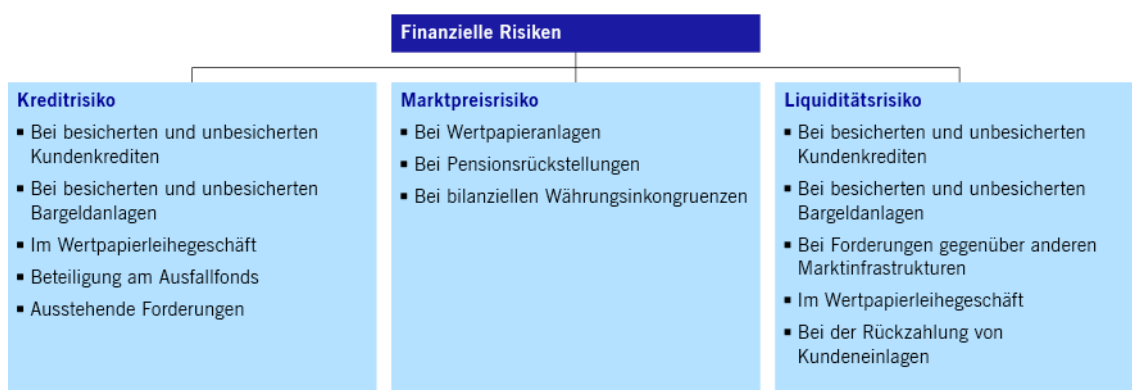 Finanzielle Risiken
Kreditrisiko
▪ Bei besicherten und unbesicherten
Kundenkrediten
▪ Bei besicherten und unbesicherten
Bargeldanlagen
▪ Im Wertpapierleihegeschäft
▪ Beteiligung am Ausfallfonds
▪ Ausstehende Forderungen
Marktpreisrisiko
▪ Bei Wertpapieranlagen
▪ Bei Pensionsrückstellungen
▪ Bei bilanziellen Währungsinkongruenzen
Liquiditätsrisiko
▪ Bei besicherten und unbesicherten
Kundenkrediten
▪ Bei besicherten und unbesicherten
Bargeldanlagen
▪ Bei Forderungen gegenüber anderen
Marktinfrastrukturen
▪ Im Wertpapierleihegeschäft
▪ Bei der Rückzahlung von
Kundeneinlagen